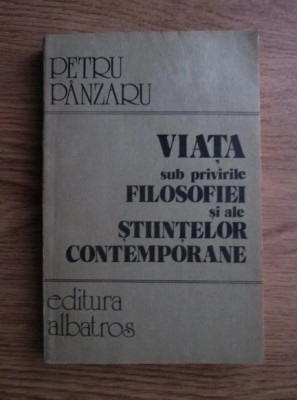 PETRU
PÂNZARU
VIAȚA
sub privirile
FILOSOFIEI
și ale
ȘTIINȚELOR
CONTEMPORANE
editura
albatros